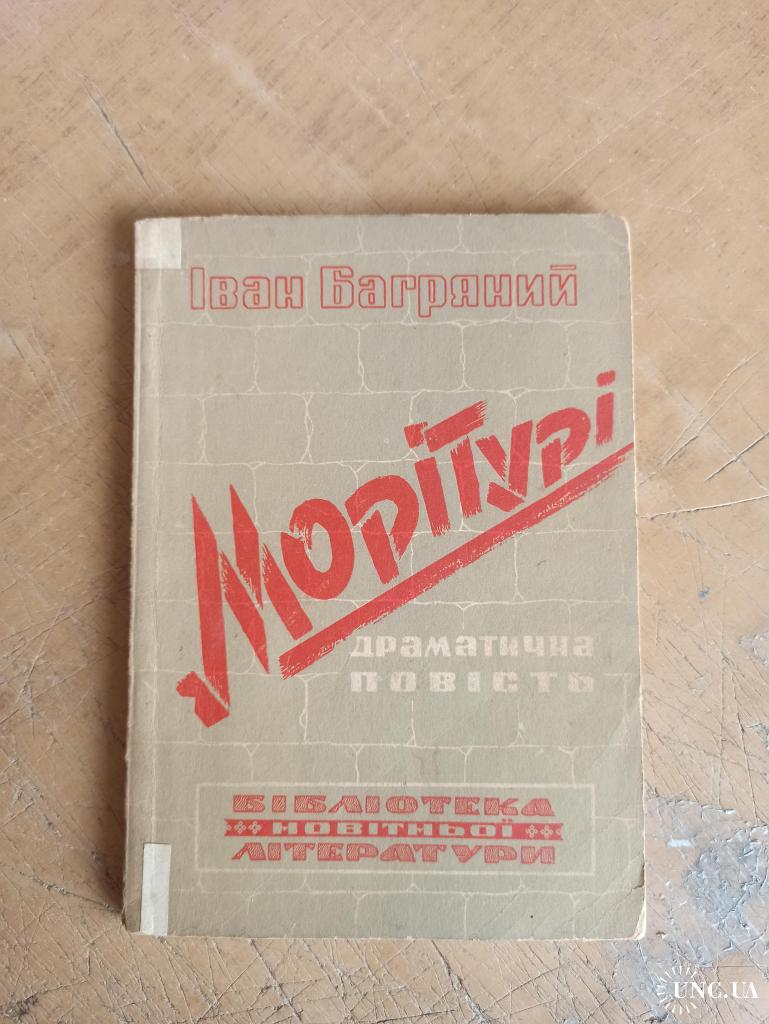 Іван Багряний
Морітурі
драматична
повість
БІБЛІОТЕКА
НОВІТНЬОЇ
ЛІТЕРАТУРИ
UNC.UA